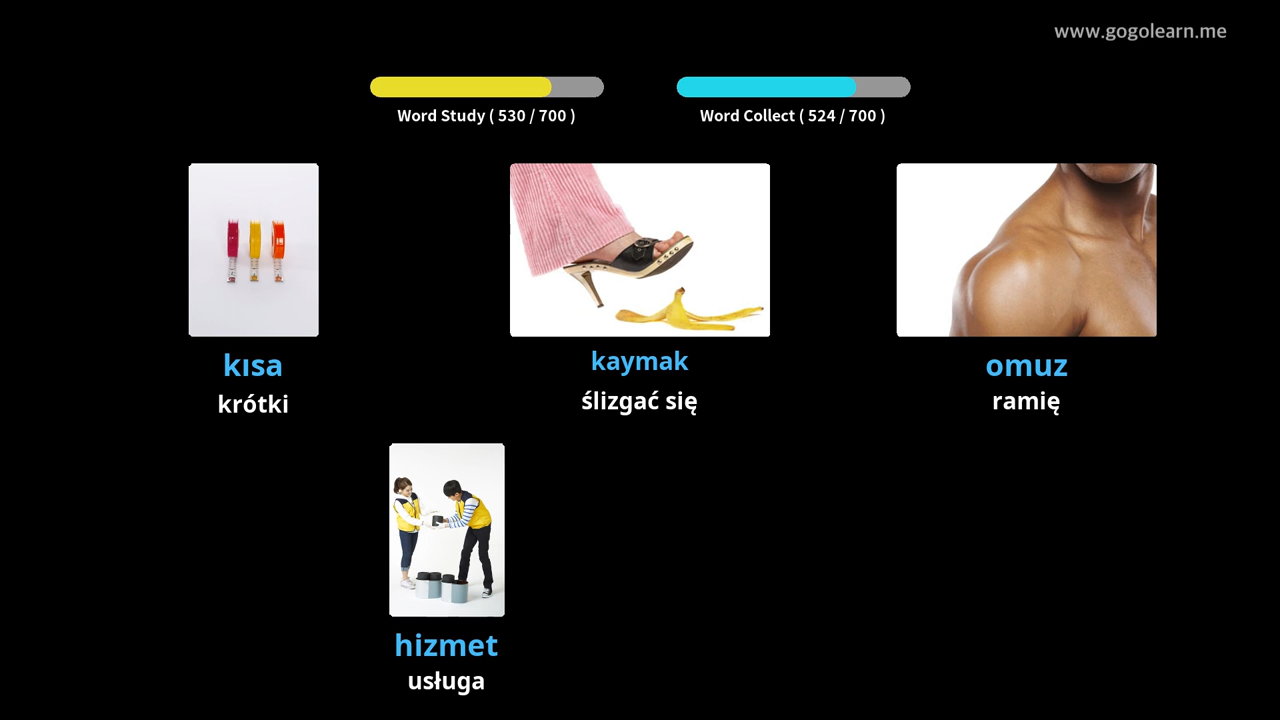 www.gogolearn.me
Word Study ( 530 / 700 )
Word Collect ( 524 / 700 )
kısa
krótki
kaymak
ślizgać się
omuz
ramię
hizmet
usługa